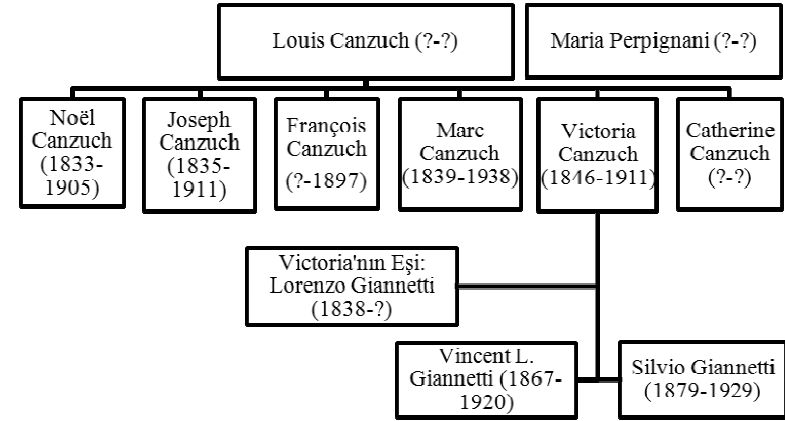 Louis Canzuch (?-?)
Maria Perpignani (?-?)
Noël
Canzuch
(1833-
1905)
Joseph
Canzuch
(1835-
1911)
François
Canzuch
(?-1897)
Marc
Canzuch
(1839-1938)
Victoria
Canzuch
(1846-1911)
Catherine
Canzuch
(?-?)
Victoria'nın Eşi:
Lorenzo Giannetti
(1838-?)
Vincent L.
Giannetti (1867-
1920)
Silvio Giannetti
(1879-1929)